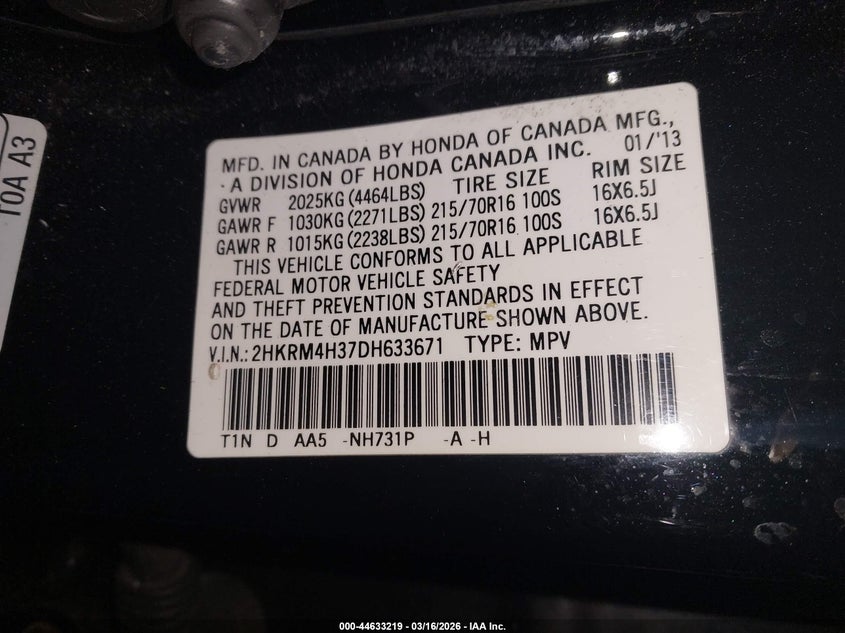 T0A A3
MFD. IN CANADA BY HONDA OF CANADA MFG.,
- A DIVISION OF HONDA CANADA INC. 01/'13
GVWR 2025KG (4464LBS) TIRE SIZE RIM SIZE
GAWR F 1030KG (2271LBS) 215/70R16 100S 16X6.5J
GAWR R 1015KG (2238LBS) 215/70R16 100S 16X6.5J
THIS VEHICLE CONFORMS TO ALL APPLICABLE
FEDERAL MOTOR VEHICLE SAFETY
AND THEFT PREVENTION STANDARDS IN EFFECT
ON THE DATE OF MANUFACTURE SHOWN ABOVE.
V.I.N.: 2HKRM4H37DH633671 TYPE: MPV
T1N D AA5 -NH731P -A -H
000-44633219 - 03/16/2026 - IAA Inc.